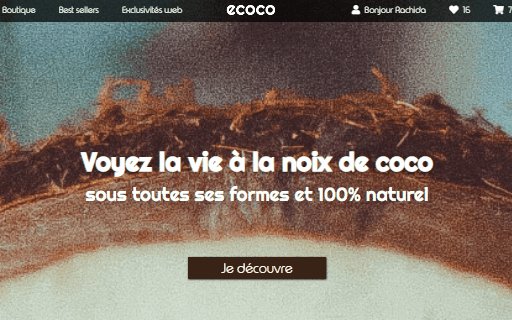 Boutique Best sellers Exclusivités web ecoco Bonjour Rachida 16 7
Voyez la vie à la noix de coco
sous toutes ses formes et 100% naturel
Je découvre